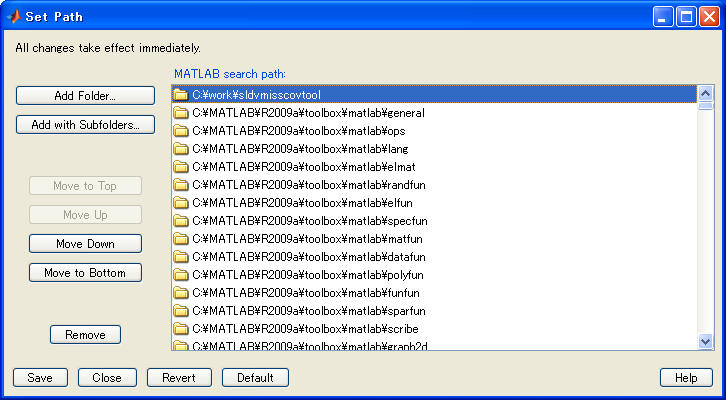 Set Path
All changes take effect immediately.
MATLAB search path:
Add Folder...
Add with Subfolders...
Move to Top
Move Up
Move Down
Move to Bottom
Remove
C:¥work¥sldvmisscovtool
C:¥MATLAB¥R2009a¥toolbox¥matlab¥general
C:¥MATLAB¥R2009a¥toolbox¥matlab¥ops
C:¥MATLAB¥R2009a¥toolbox¥matlab¥lang
C:¥MATLAB¥R2009a¥toolbox¥matlab¥elmat
C:¥MATLAB¥R2009a¥toolbox¥matlab¥randfun
C:¥MATLAB¥R2009a¥toolbox¥matlab¥elfun
C:¥MATLAB¥R2009a¥toolbox¥matlab¥specfun
C:¥MATLAB¥R2009a¥toolbox¥matlab¥matfun
C:¥MATLAB¥R2009a¥toolbox¥matlab¥datafun
C:¥MATLAB¥R2009a¥toolbox¥matlab¥polyfun
C:¥MATLAB¥R2009a¥toolbox¥matlab¥funfun
C:¥MATLAB¥R2009a¥toolbox¥matlab¥sparfun
C:¥MATLAB¥R2009a¥toolbox¥matlab¥scribe
C:¥MATLAB¥R2009a¥toolbox¥matlab¥graph2d
Save
Close
Revert
Default
Help